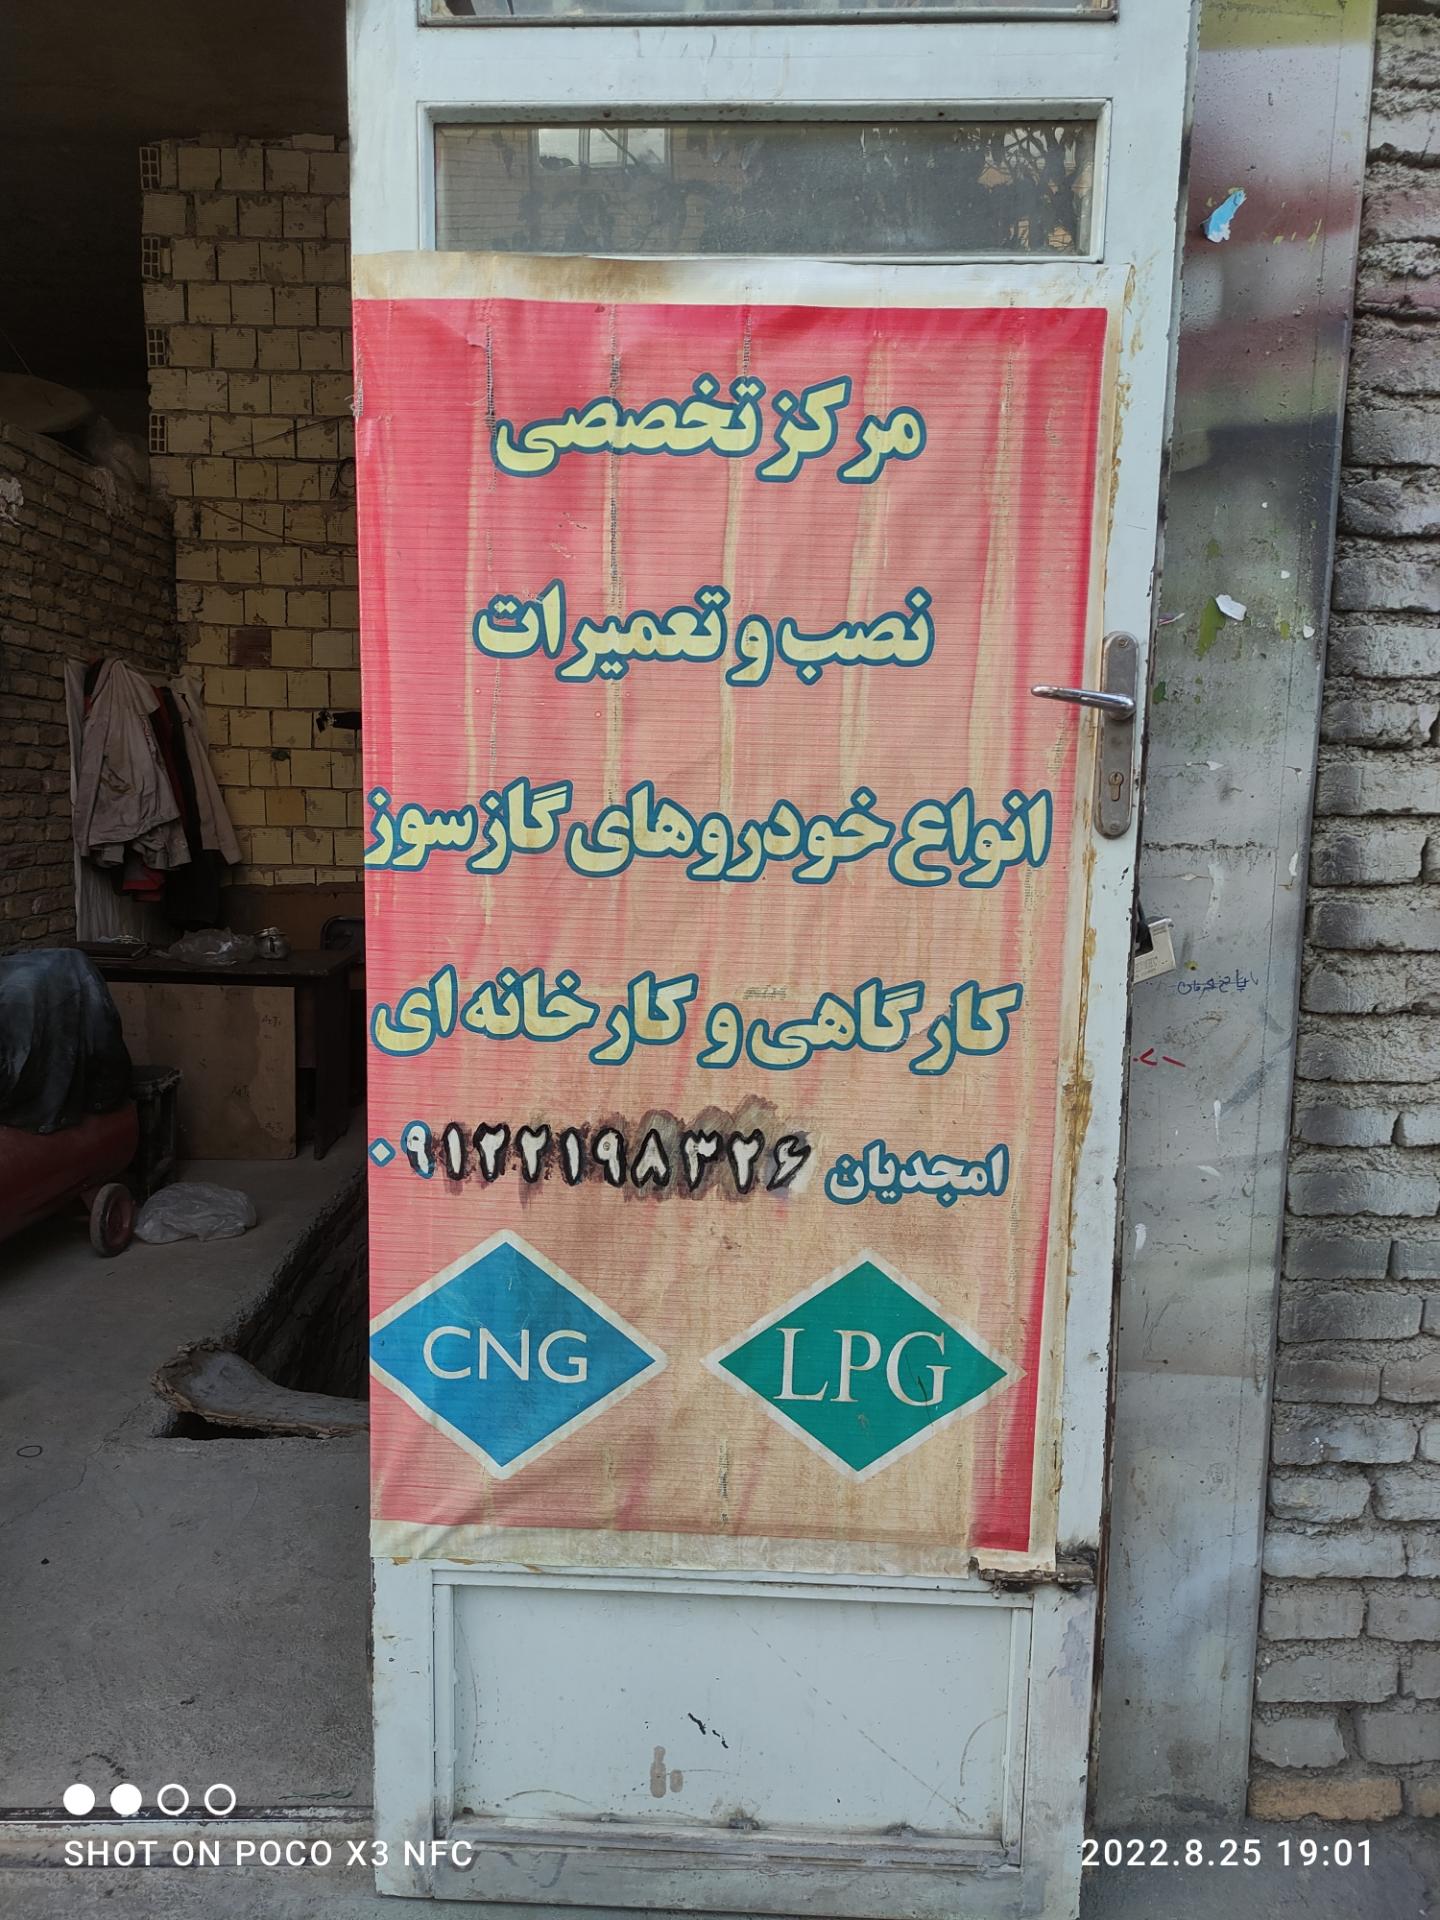 مرکز تخصصی
نصب و تعمیرات
انواع خودروهای گازسوز
کارگاهی و کارخانه ای
امجدیان ۰۹۱۲۲۱۹۸۳۲۶
CNG LPG
SHOT ON POCO X3 NFC
2022.8.25 19:01